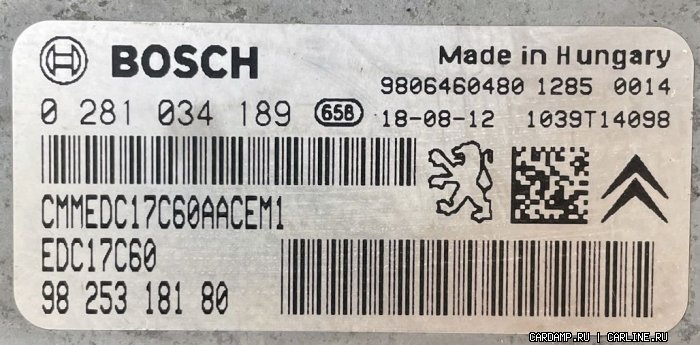 BOSCH
Made in Hungary
9806460480 1285 0014
0 281 034 189 65B 18-08-12 1039T14098
CMMEDC17C60AACEM1
EDC17C60
98 253 181 80
CARDAMP.RU | CARLINE.RU